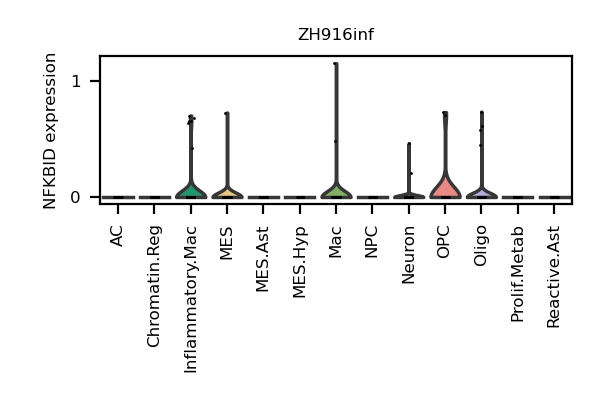 ZH916inf
NFKBID expression
1
0
AC
Chromatin.Reg
Inflammatory.Mac
MES
MES.Ast
MES.Hyp
Mac
NPC
Neuron
OPC
Oligo
Prolif.Metab
Reactive.Ast